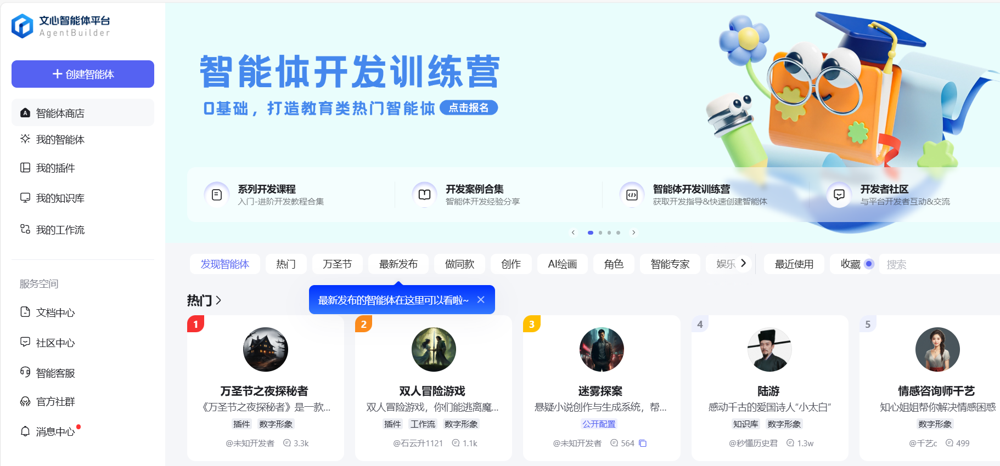 文心智能体平台
AgentBuilder
创建智能体
智能体商店
我的智能体
我的插件
我的知识库
我的工作流
服务空间
文档中心
社区中心
智能客服
官方社群
消息中心
智能体开发训练营
0基础，打造教育类热门智能体 点击报名
系列开发课程
入门-进阶开发教程合集
开发案例合集
智能体开发经验分享
智能体开发训练营
获取开发指导&快速创建智能体
开发者社区
与平台开发者互动&交流
发现智能体 热门 万圣节 最新发布 做同款 创作 AI绘画 角色 智能专家 娱乐 最近使用 收藏 搜索
最新发布的智能体在这里可以看啦~
热门
1
万圣节之夜探秘者
《万圣节之夜探秘者》是一款...
插件 数字形象
@未知开发者 3.3k
2
双人冒险游戏
双人冒险游戏，你们能逃离魔...
插件 工作流 数字形象
@石云升1121 1.1k
3
迷雾探案
悬疑小说创作与生成系统，帮...
公开配置
@未知开发者 564
4
陆游
感动千古的爱国诗人“小太白”
知识库 数字形象
@秒懂历史君 1.3w
5
情感咨询师千艺
知心姐姐帮你解决情感困惑
数字形象
@千艺c 499